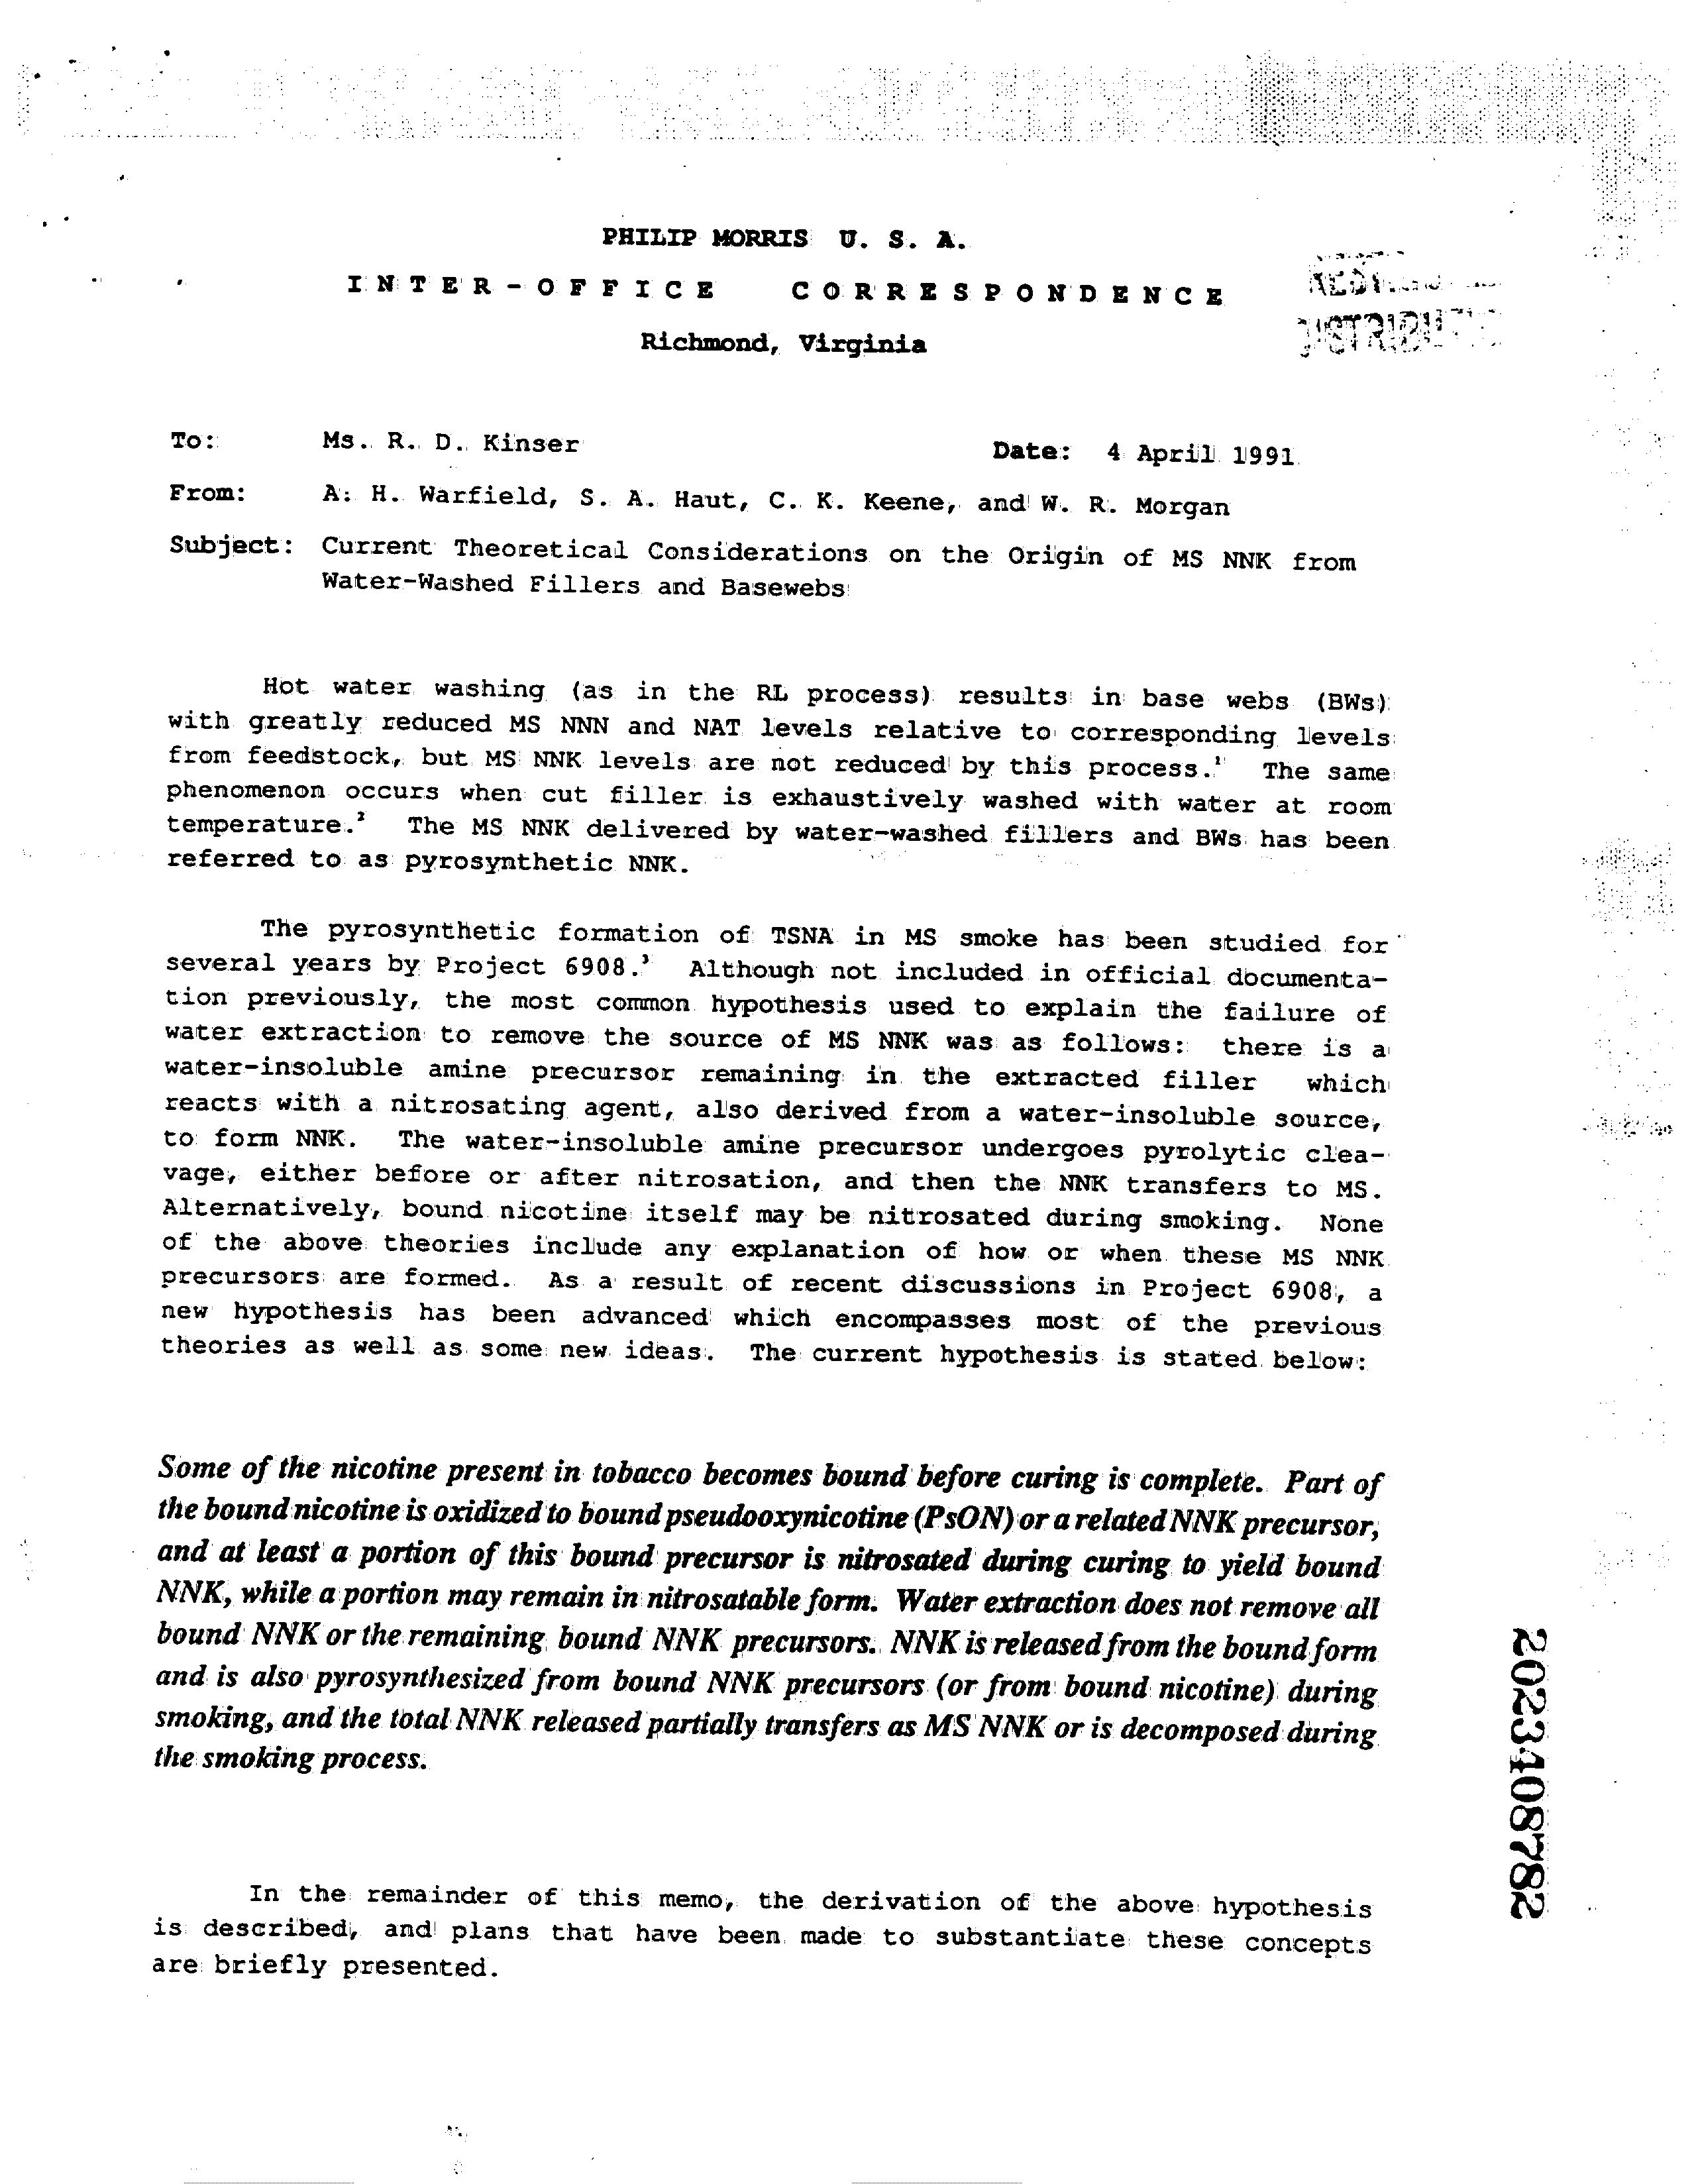 PHILIP MORRIS U. S. A.
INTER-OFFICE CORRESPONDENCE
Richmond, Virginia
To: Ms. R. D. Kinser
Date: 4 April 1991
From: A. H. Warfield, S. A. Haut, C. K. Keene, and W. R. Morgan
Subject: Current Theoretical Considerations on the Origin of MS NNK from
Water-Washed Fillers and Basewebs
Hot water washing (as in the RL process) results in base webs (BWs)
with greatly reduced MS NNN and NAT levels relative to corresponding levels
from feedstock, but MS NNK levels are not reduced by this process.¹ The same
phenomenon occurs when cut filler is exhaustively washed with water at room
temperature.² The MS NNK delivered by water-washed fillers and BWs has been
referred to as pyrosynthetic NNK.
The pyrosynthetic formation of TSNA in MS smoke has been studied for
several years by Project 6908.³ Although not included in official documenta-
tion previously, the most common hypothesis used to explain the failure of
water extraction to remove the source of MS NNK was as follows: there is a
water-insoluble amine precursor remaining in the extracted filler which
reacts with a nitrosating agent, also derived from a water-insoluble source,
to form NNK. The water-insoluble amine precursor undergoes pyrolytic clea-
vage, either before or after nitrosation, and then the NNK transfers to MS.
Alternatively, bound nicotine itself may be nitrosated during smoking. None
of the above theories include any explanation of how or when these MS NNK
precursors are formed. As a result of recent discussions in Project 6908, a
new hypothesis has been advanced which encompasses most of the previous
theories as well as some new ideas. The current hypothesis is stated below:
Some of the nicotine present in tobacco becomes bound before curing is complete. Part of
the bound nicotine is oxidized to bound pseudooxynicotine (PsON) or a related NNK precursor,
and at least a portion of this bound precursor is nitrosated during curing to yield bound
NNK, while a portion may remain in nitrosatable form. Water extraction does not remove all
bound NNK or the remaining bound NNK precursors. NNK is released from the bound form
and is also pyrosynthesized from bound NNK precursors (or from bound nicotine) during
smoking, and the total NNK released partially transfers as MS NNK or is decomposed during
the smoking process.
In the remainder of this memo, the derivation of the above hypothesis
is described, and plans that have been made to substantiate these concepts
are briefly presented.
2023408782